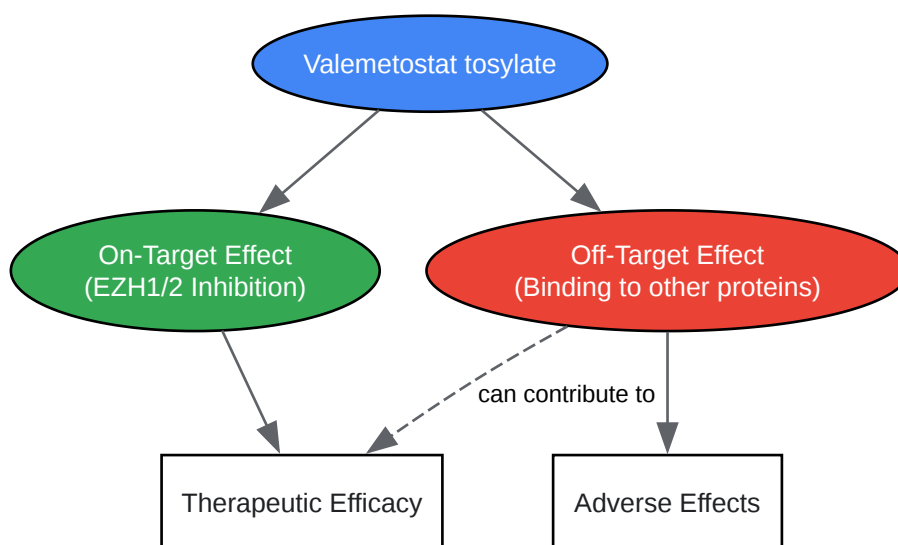 Valemetostat tosylate
On-Target Effect
(EZH1/2 Inhibition)
Off-Target Effect
(Binding to other proteins)
can contribute to
Therapeutic Efficacy
Adverse Effects